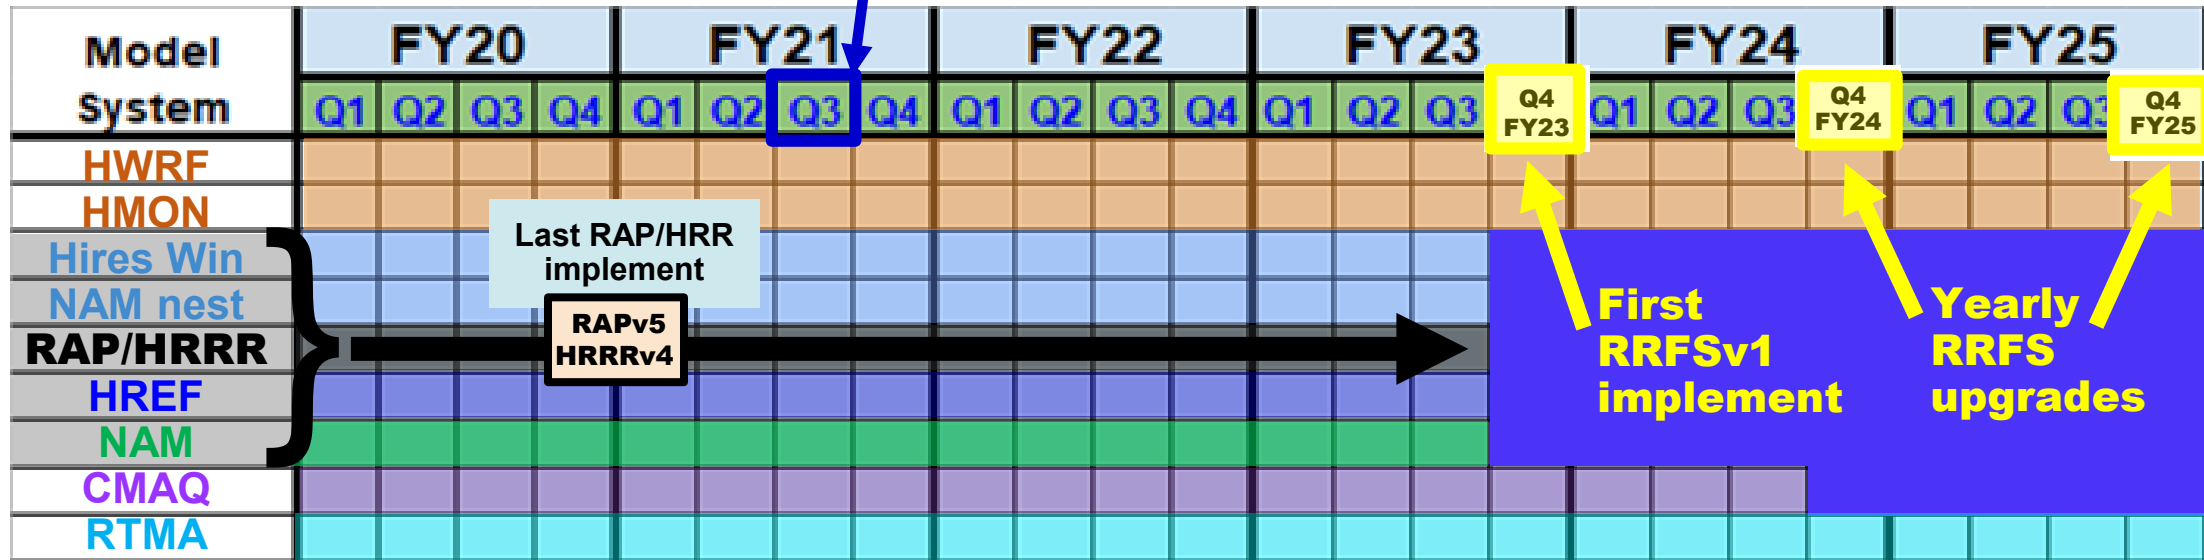 Model System FY20 FY21 FY22 FY23 FY24 FY25
Q1 Q2 Q3 Q4 Q1 Q2 Q3 Q4 Q1 Q2 Q3 Q4 Q1 Q2 Q3 Q4 FY23 Q1 Q2 Q3 Q4 FY24 Q1 Q2 Q3 Q4 FY25
HWRF
HMON
Hires Win
NAM nest
RAP/HRRR
HREF
NAM
CMAQ
RTMA
Last RAP/HRR
implement
RAPv5
HRRRv4
First
RRFSv1
implement
Yearly
RRFS
upgrades